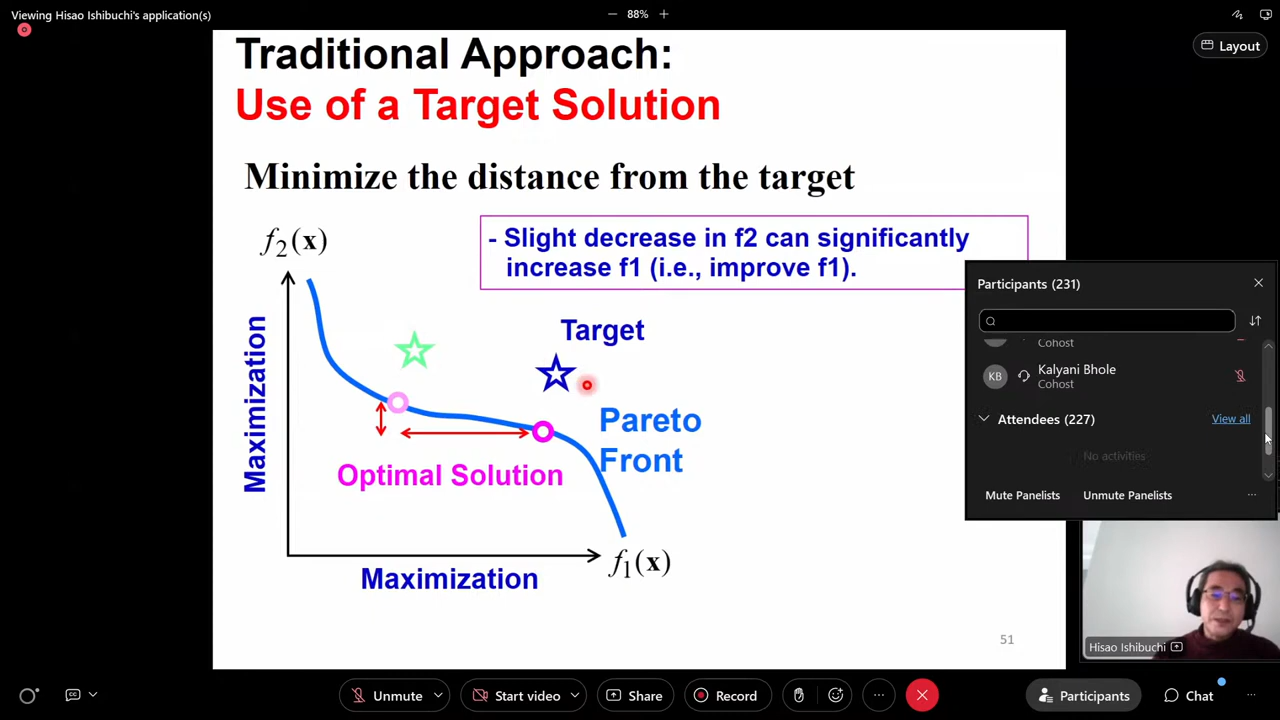 Viewing Hisao Ishibuchi's application(s)
88%
Layout
Traditional Approach:
Use of a Target Solution
Minimize the distance from the target
f2(x)
- Slight decrease in f2 can significantly
increase f1 (i.e., improve f1).
Maximization
Target
Pareto
Front
Optimal Solution
f1(x)
Maximization
51
Participants (231)
Cohost
KB
Kalyani Bhole
Cohost
Attendees (227)
View all
No activities
Mute Panelists
Unmute Panelists
Hisao Ishibuchi
CC
Unmute
Start video
Share
Record
Participants
Chat